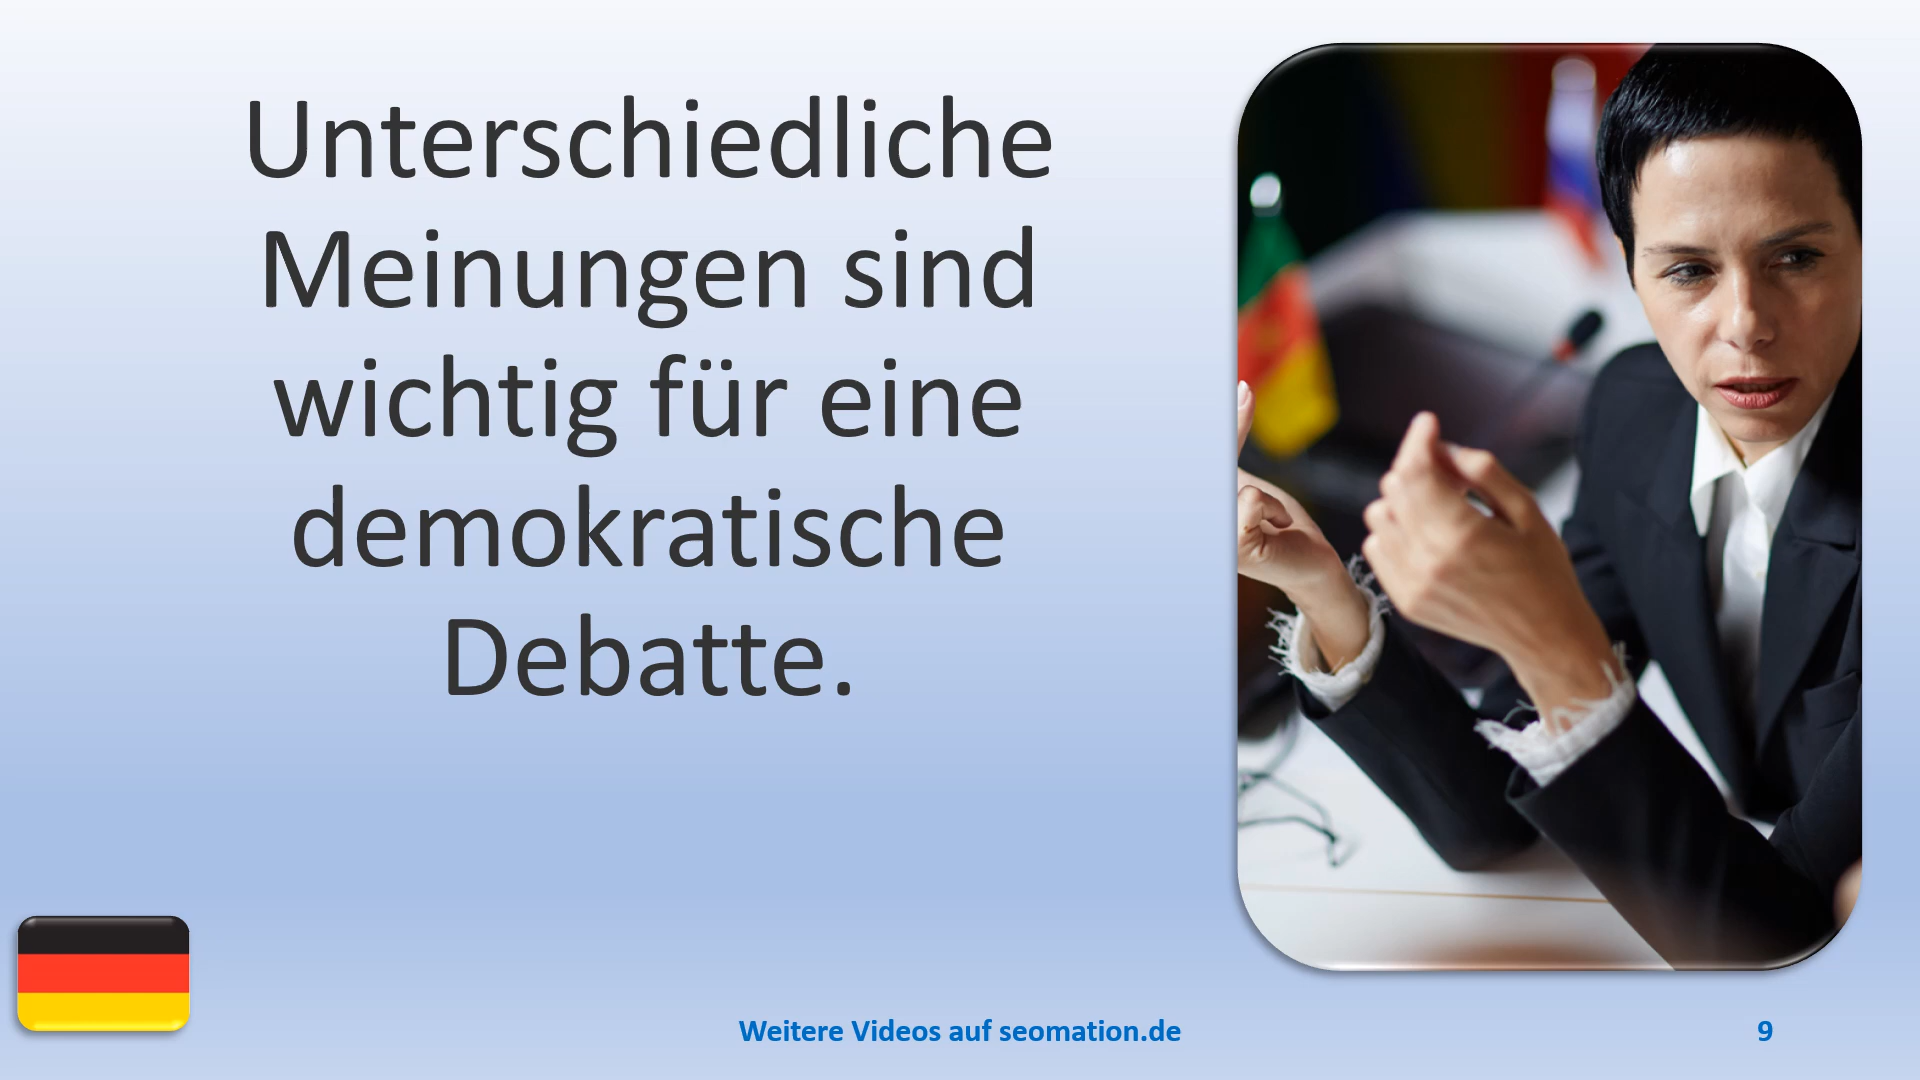 Unterschiedliche
Meinungen sind
wichtig für eine
demokratische
Debatte.
Weitere Videos auf seomation.de
9